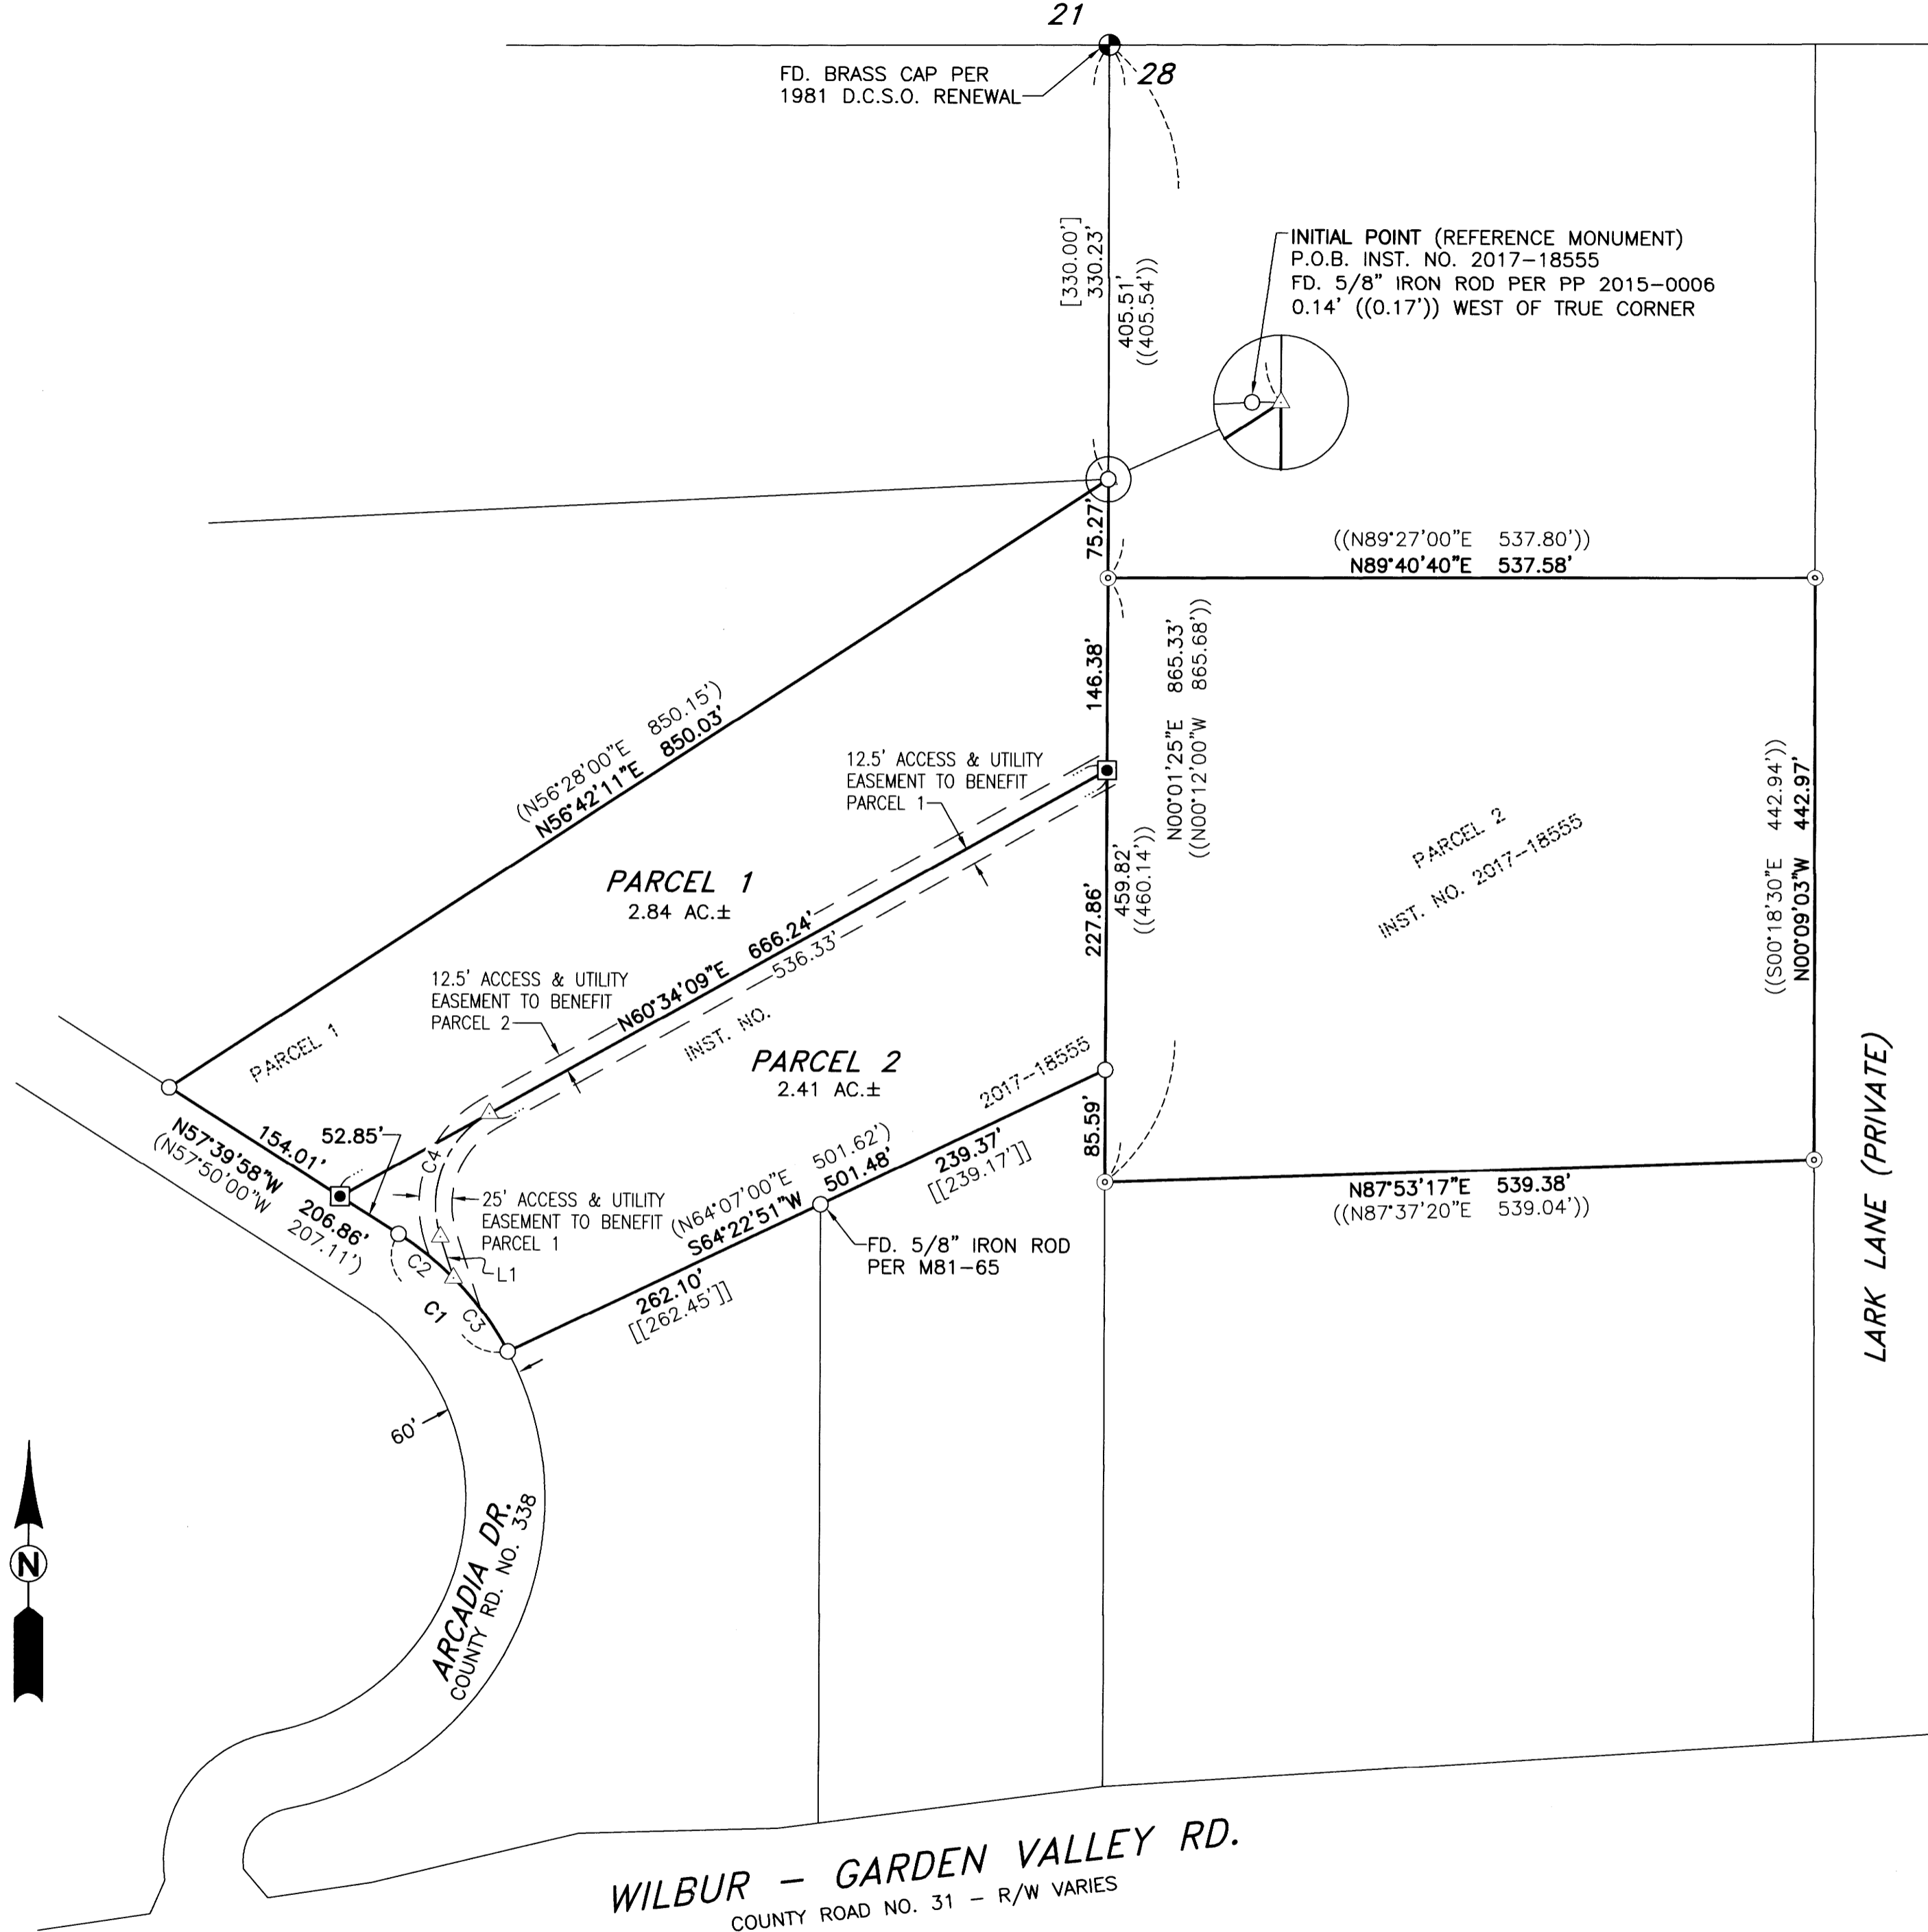 21
28
FD. BRASS CAP PER
1981 D.C.S.O. RENEWAL
[330.00']
330.23'
405.51'
((405.54'))
INITIAL POINT (REFERENCE MONUMENT)
P.O.B. INST. NO. 2017-18555
FD. 5/8" IRON ROD PER PP 2015-0006
0.14' ((0.17')) WEST OF TRUE CORNER
75.27'
((N89°27'00"E 537.80'))
N89°40'40"E 537.58'
146.38'
N00°01'25"E 865.33'
((N00°12'00"W 865.68'))
(N56°28'00"E 850.15')
N56°42'11"E 850.03'
12.5' ACCESS & UTILITY
EASEMENT TO BENEFIT
PARCEL 1
227.86'
459.82'
((460.14'))
PARCEL 2
INST. NO. 2017-18555
((S00°18'30"E 442.94'))
N00°09'03"W 442.97'
PARCEL 1
2.84 AC.±
N60°34'09"E 666.24'
536.33'
12.5' ACCESS & UTILITY
EASEMENT TO BENEFIT
PARCEL 2
INST. NO.
2017-18555
PARCEL 2
2.41 AC.±
PARCEL 1
154.01'
52.85'
N57°39'58"W 206.86'
(N57°50'00"W 207.11')
C4
25' ACCESS & UTILITY
EASEMENT TO BENEFIT
PARCEL 1
L1
C2
C1
C3
(N64°07'00"E 501.62')
S64°22'51"W 501.48'
239.37'
[[239.17']]
262.10'
[[262.45']]
FD. 5/8" IRON ROD
PER M81-65
85.59'
N87°53'17"E 539.38'
((N87°37'20"E 539.04'))
LARK LANE (PRIVATE)
60'
N
ARCADIA DR.
COUNTY RD. NO. 338
WILBUR - GARDEN VALLEY RD.
COUNTY ROAD NO. 31 - R/W VARIES